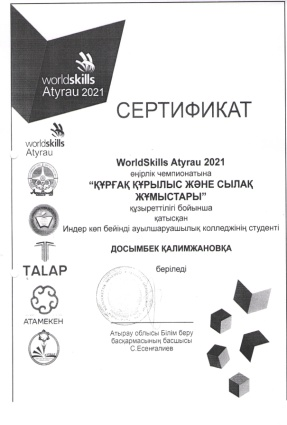 worldskills
Atyrau 2021
СЕРТИФИКАТ
worldskills
Atyrau
WorldSkills Atyrau 2021
өңірлік чемпионатына
“ҚҰРҒАҚ ҚҰРЫЛЫС ЖӘНЕ СЫЛАҚ
ЖҰМЫСТАРЫ”
құзыреттілігі бойынша
қатысқан
Индер көп бейінді ауылшаруашылық колледжінің студенті
ДОСЫМБЕК ҚАЛИМЖАНОВҚА
беріледі
TALAP
ATAMEKEN
Атырау облысы Білім беру
басқармасының басшысы
С.Есенғалиев